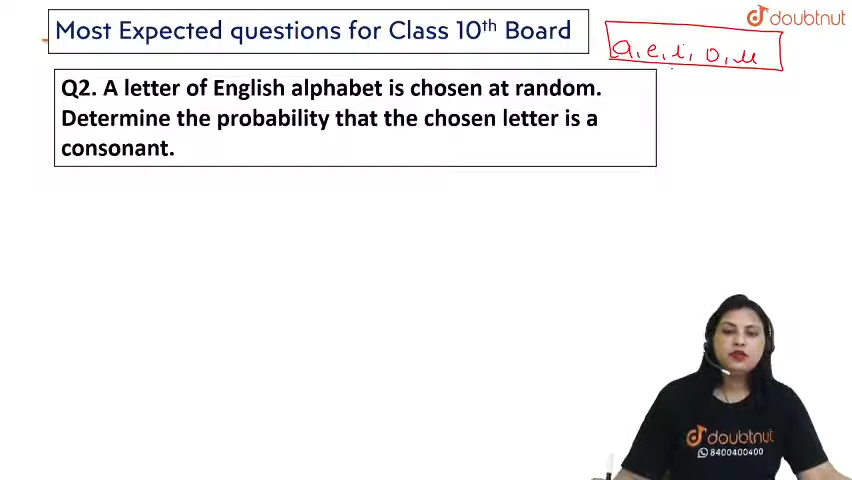 doubtnut
Most Expected questions for Class 10th Board
a, e, i, o, u
Q2. A letter of English alphabet is chosen at random.
Determine the probability that the chosen letter is a
consonant.
doubtnut
8400400400